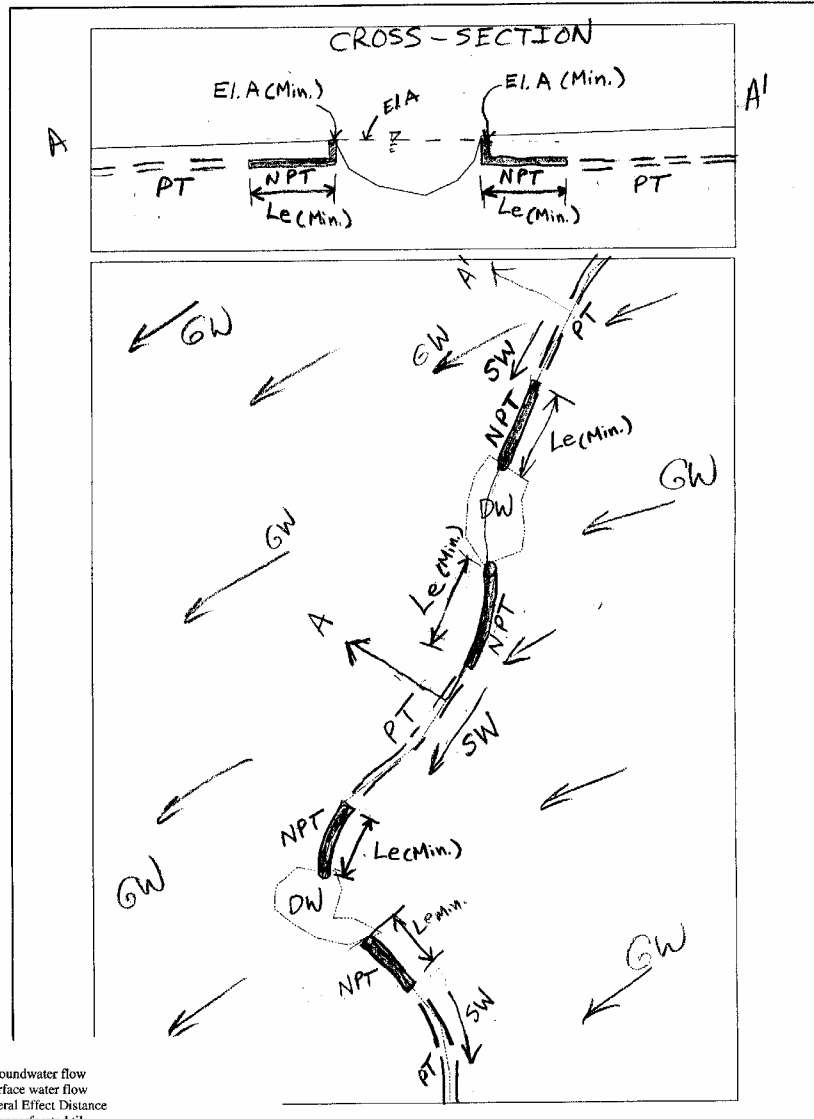 CROSS-SECTION
El. A (Min.)
El. A
El. A (Min.)
A
A'
PT
NPT
NPT
PT
Le (Min.)
Le (Min.)
A'
GW
GW
SW
PT
NPT
Le (Min.)
DW
GW
GW
Le (Min.)
NPT
A
PT
SW
NPT
Le (Min.)
GW
DW
Le Min.
GW
NPT
SW
PT
oundwater flow
rface water flow
eral Effect Distance